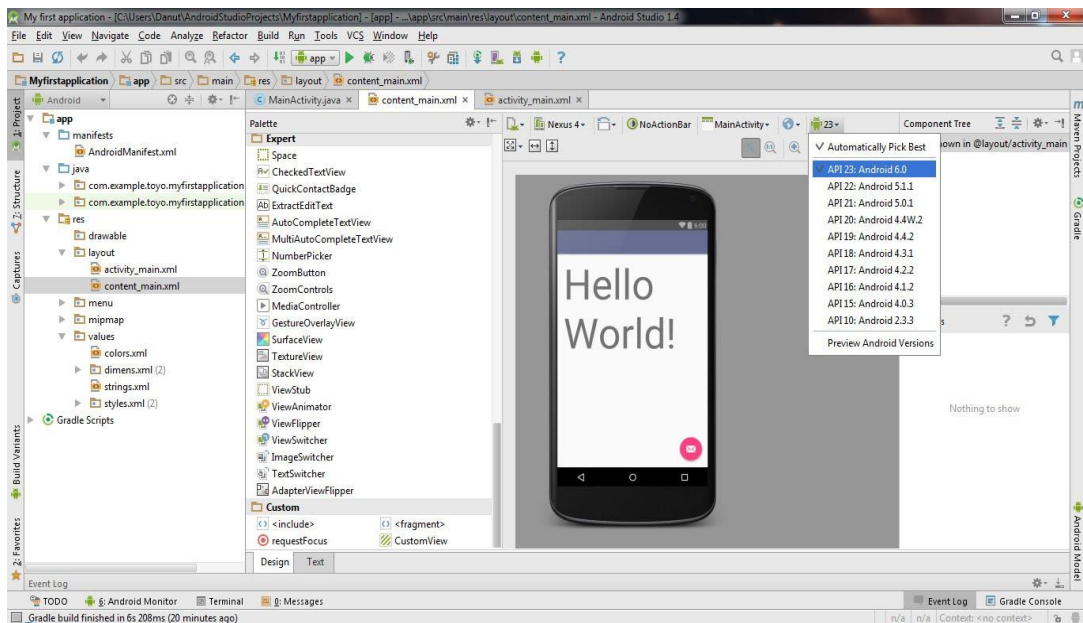 My first application - [C:\Users\Danut\AndroidStudioProjects\Myfirstapplication] - [app] - ...\app\src\main\res\layout\content_main.xml - Android Studio 1.4
File Edit View Navigate Code Analyze Refactor Build Run Tools VCS Window Help
app
Myfirstapplication app src main res layout content_main.xml
Android
MainActivity.java content_main.xml activity_main.xml
1: Project
7: Structure
Captures
Build Variants
2: Favorites
app
manifests
AndroidManifest.xml
java
com.example.toyo.myfirstapplication
com.example.toyo.myfirstapplication
res
drawable
layout
activity_main.xml
content_main.xml
menu
mipmap
values
colors.xml
dimens.xml (2)
strings.xml
styles.xml (2)
Gradle Scripts
Palette
Expert
Space
CheckedTextView
QuickContactBadge
ExtractEditText
AutoCompleteTextView
MultiAutoCompleteTextView
NumberPicker
ZoomButton
ZoomControls
MediaController
GestureOverlayView
SurfaceView
TextureView
StackView
ViewStub
ViewAnimator
ViewFlipper
ViewSwitcher
ImageSwitcher
TextSwitcher
AdapterViewFlipper
Custom
<include> <fragment>
requestFocus CustomView
Design Text
Nexus 4 NoActionBar MainActivity 23
6:00
Hello
World!
Automatically Pick Best
API 23: Android 6.0
API 22: Android 5.1.1
API 21: Android 5.0.1
API 20: Android 4.4W.2
API 19: Android 4.4.2
API 18: Android 4.3.1
API 17: Android 4.2.2
API 16: Android 4.1.2
API 15: Android 4.0.3
API 10: Android 2.3.3
Preview Android Versions
Component Tree
in @layout/activity_main
Nothing to show
Maven Projects
Gradle
Android Model
Event Log
TODO 6: Android Monitor Terminal 0: Messages Event Log Gradle Console
Gradle build finished in 6s 208ms (20 minutes ago) n/a n/a Context: <no context>